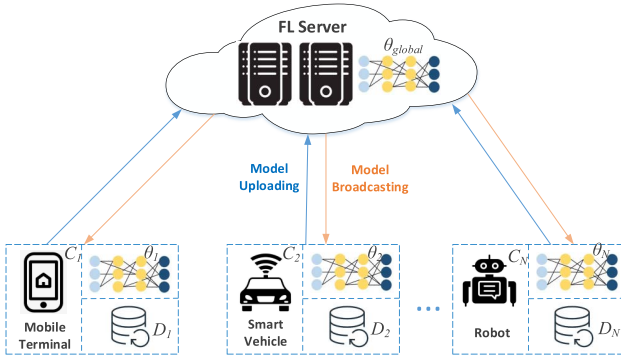 FL Server
θglobal
Model
Uploading
Model
Broadcasting
C1
θ1
Mobile
Terminal
D1
C2
θ2
Smart
Vehicle
D2
...
CN
θN
Robot
DN